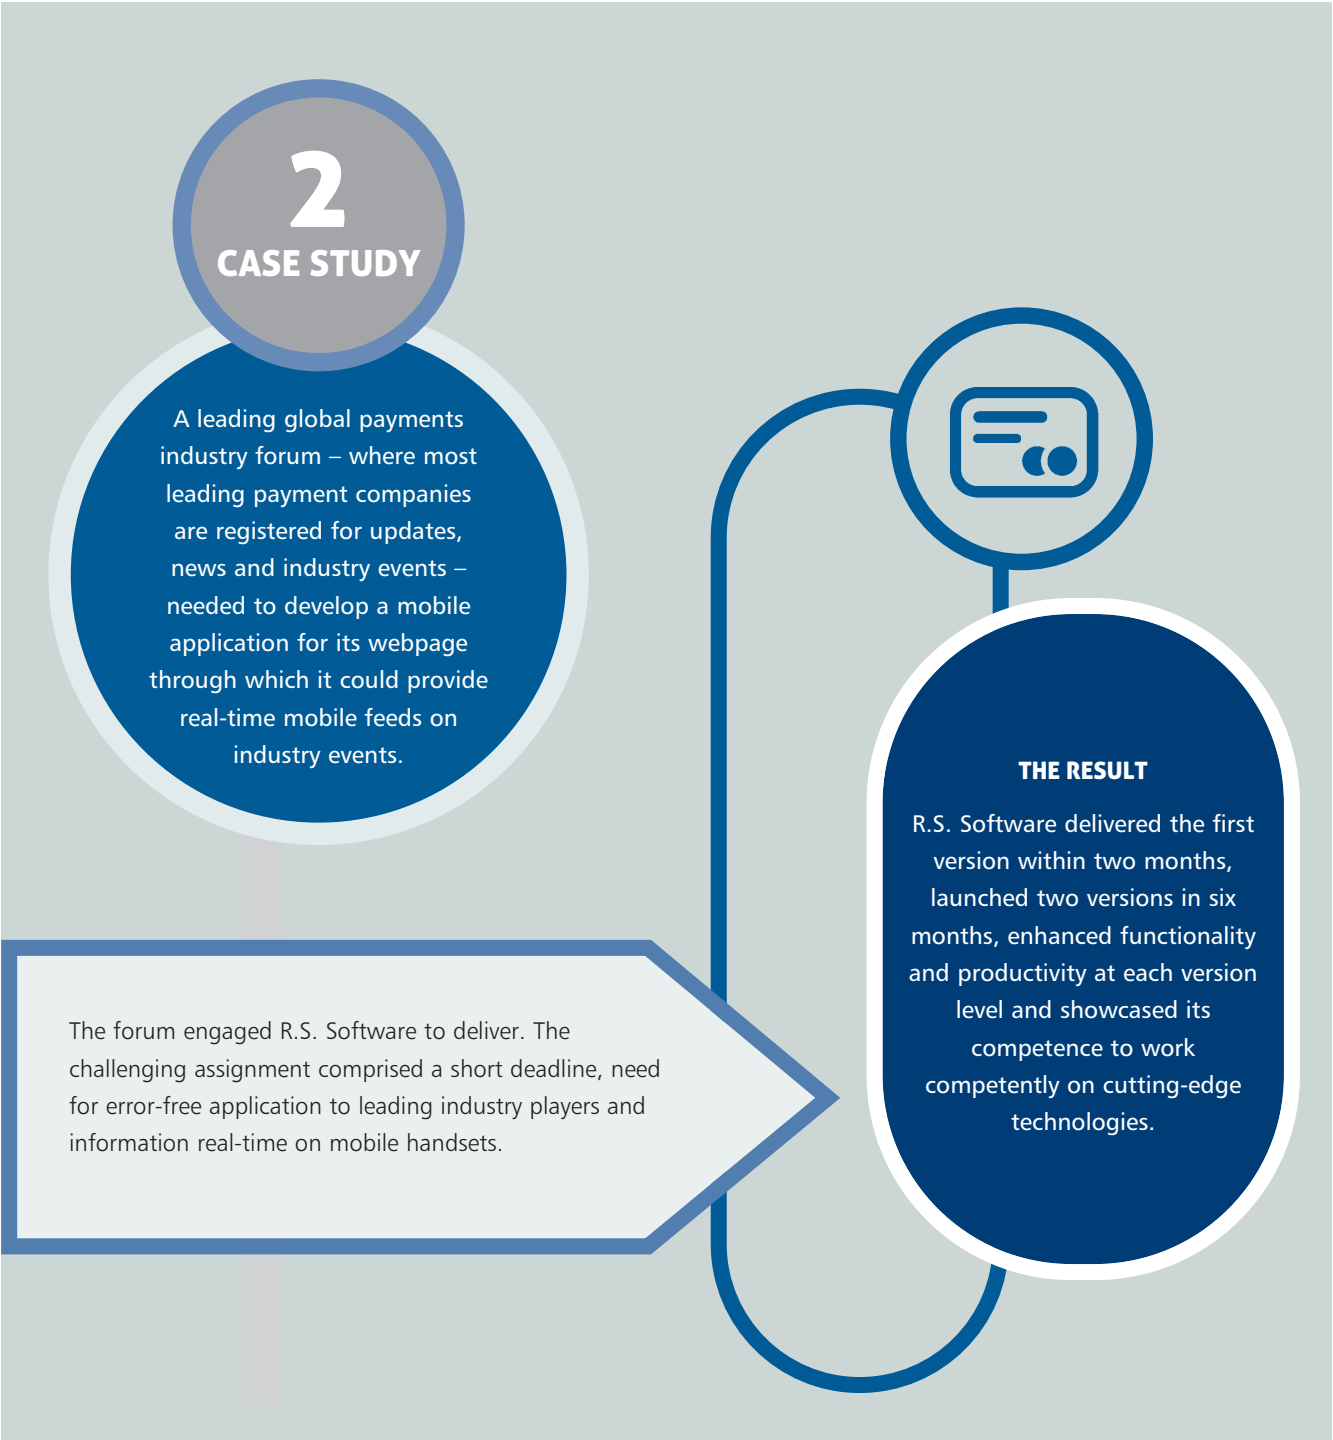 2
CASE STUDY
A leading global payments
industry forum – where most
leading payment companies
are registered for updates,
news and industry events –
needed to develop a mobile
application for its webpage
through which it could provide
real-time mobile feeds on
industry events.
The forum engaged R.S. Software to deliver. The
challenging assignment comprised a short deadline, need
for error-free application to leading industry players and
information real-time on mobile handsets.
THE RESULT
R.S. Software delivered the first
version within two months,
launched two versions in six
months, enhanced functionality
and productivity at each version
level and showcased its
competence to work
competently on cutting-edge
technologies.